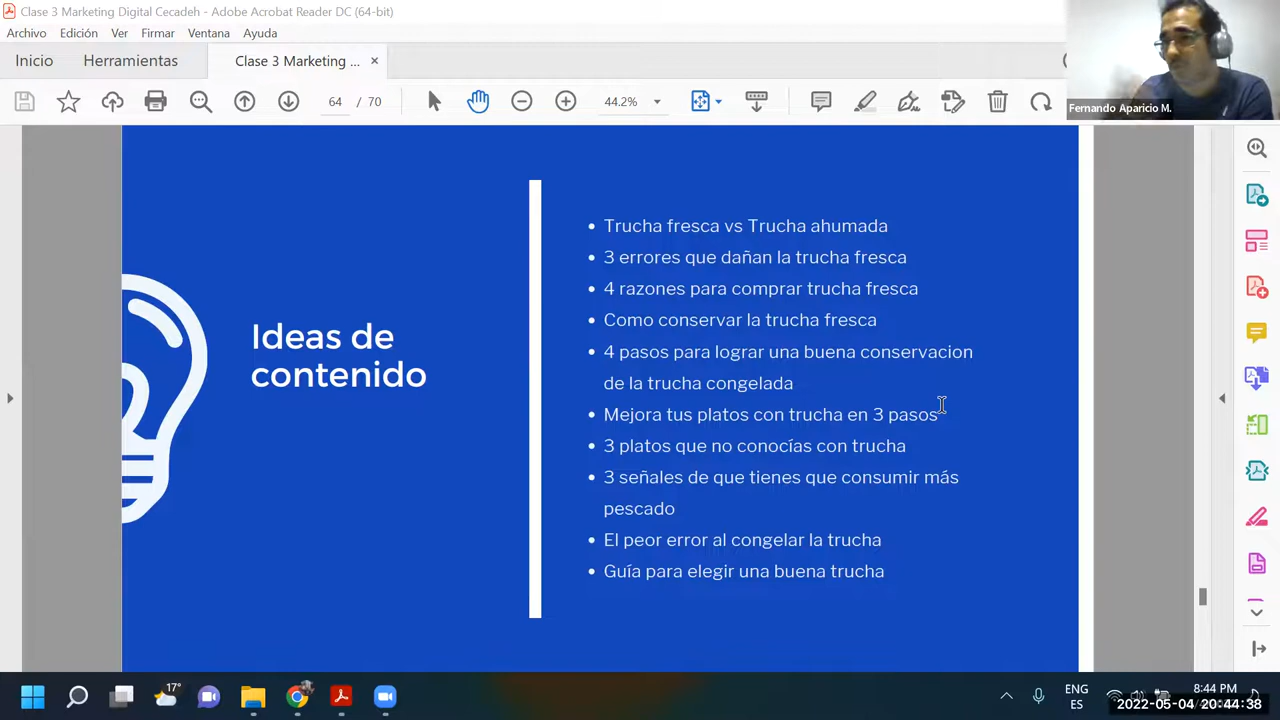 Clase 3 Marketing Digital Cecadeh - Adobe Acrobat Reader DC (64-bit)
Archivo Edición Ver Firmar Ventana Ayuda
Inicio Herramientas Clase 3 Marketing ... ×
64 / 70 44.2%
Fernando Aparicio M.
Ideas de
contenido
• Trucha fresca vs Trucha ahumada
• 3 errores que dañan la trucha fresca
• 4 razones para comprar trucha fresca
• Como conservar la trucha fresca
• 4 pasos para lograr una buena conservacion
de la trucha congelada
• Mejora tus platos con trucha en 3 pasos
• 3 platos que no conocías con trucha
• 3 señales de que tienes que consumir más
pescado
• El peor error al congelar la trucha
• Guía para elegir una buena trucha
17°
ENG
ES
8:44 PM
2022-05-04 20:44:38